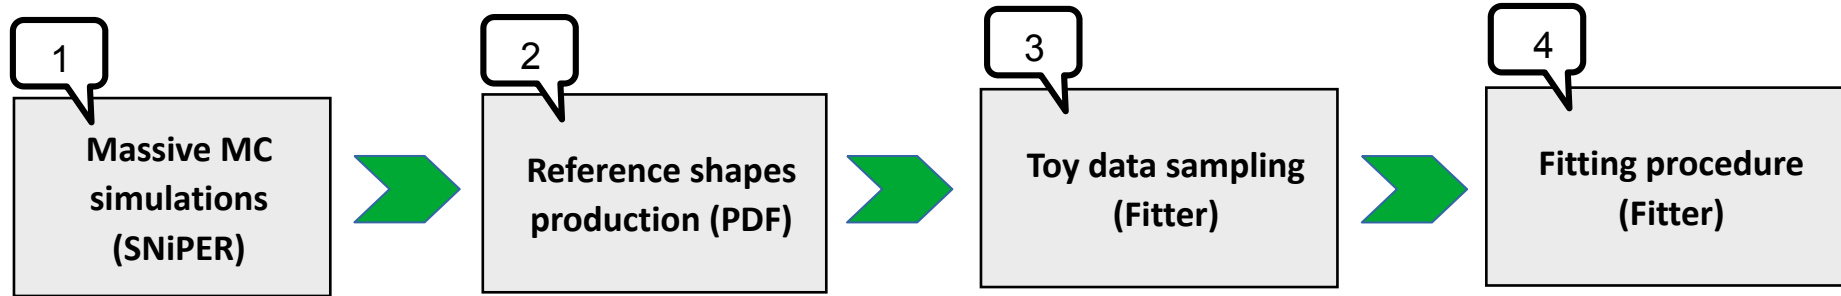 1
Massive MC
simulations
(SNiPER)
2
Reference shapes
production (PDF)
3
Toy data sampling
(Fitter)
4
Fitting procedure
(Fitter)